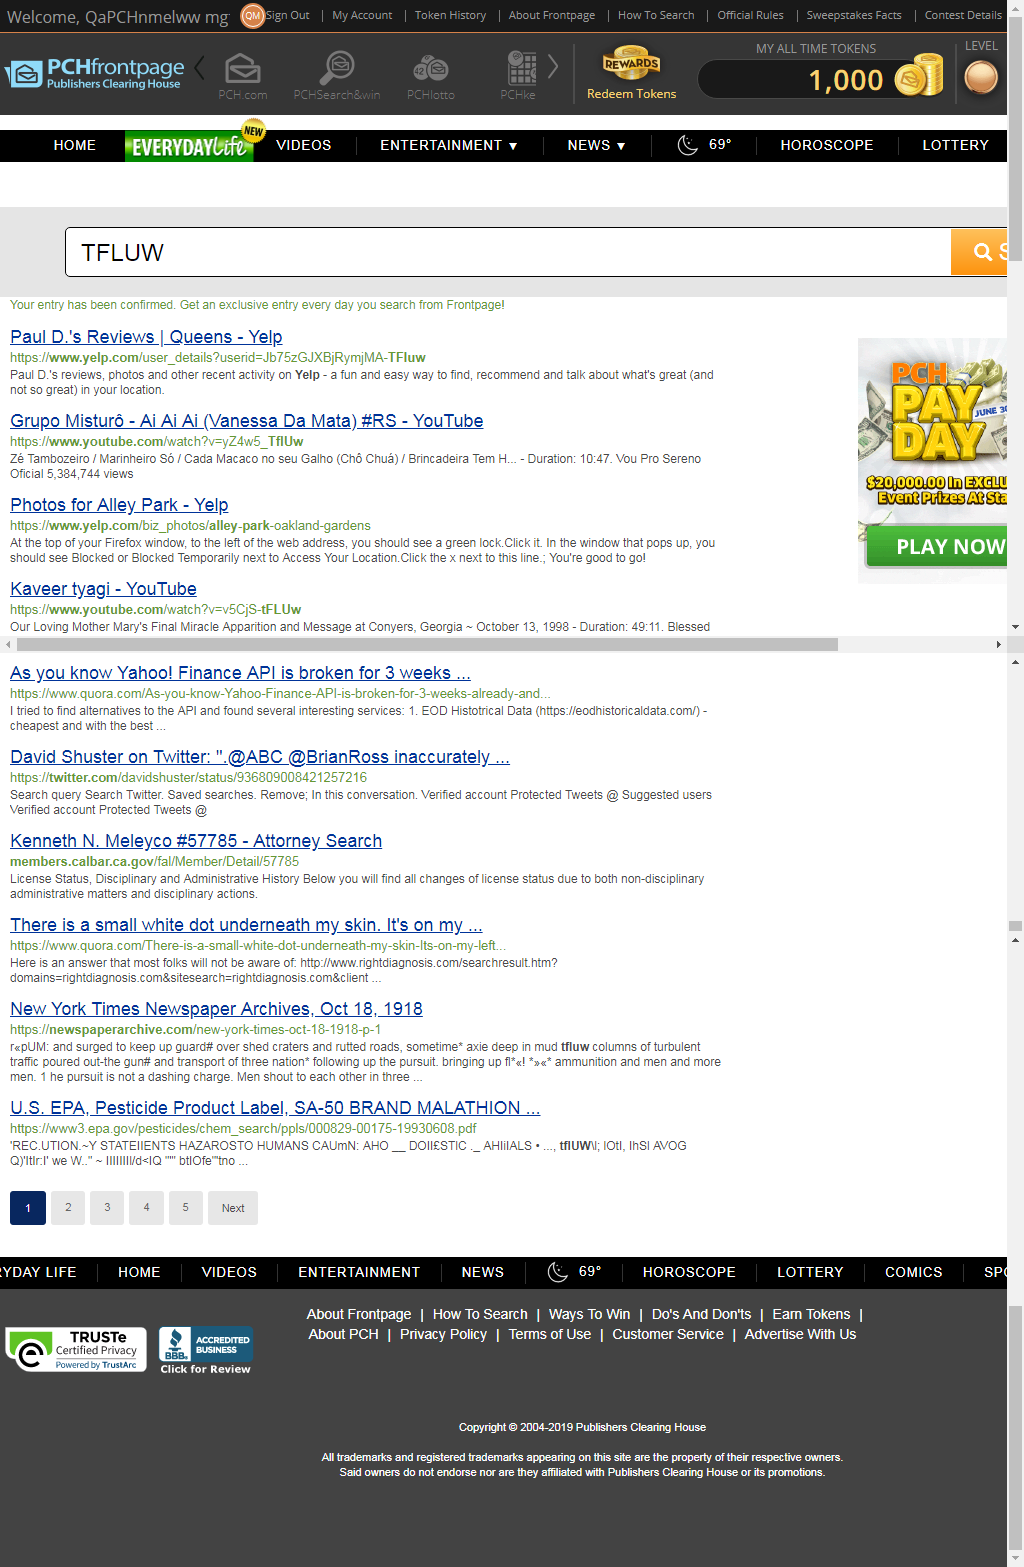 Welcome, QaPCHnmelww mg
QM
Sign Out | My Account | Token History | About Frontpage | How To Search | Official Rules | Sweepstakes Facts | Contest Details
PCHfrontpage
Publishers Clearing House
PCH.com
PCHSearch&win
42
PCHlotto
PCHke
REWARDS
Redeem Tokens
MY ALL TIME TOKENS
1,000
LEVEL
HOME
EVERYDAY Life
NEW
VIDEOS
ENTERTAINMENT ▼
NEWS ▼
69°
HOROSCOPE
LOTTERY
TFLUW
S
Your entry has been confirmed. Get an exclusive entry every day you search from Frontpage!
Paul D.'s Reviews | Queens - Yelp
https://www.yelp.com/user_details?userid=Jb75zGJXBjRymjMA-TFluw
Paul D.'s reviews, photos and other recent activity on Yelp - a fun and easy way to find, recommend and talk about what's great (and
not so great) in your location.
Grupo Misturô - Ai Ai Ai (Vanessa Da Mata) #RS - YouTube
https://www.youtube.com/watch?v=yZ4w5_TflUw
Zé Tambozeiro / Marinheiro Só / Cada Macaco no seu Galho (Chô Chuá) / Brincadeira Tem H... - Duration: 10:47. Vou Pro Sereno
Oficial 5,384,744 views
Photos for Alley Park - Yelp
https://www.yelp.com/biz_photos/alley-park-oakland-gardens
At the top of your Firefox window, to the left of the web address, you should see a green lock.Click it. In the window that pops up, you
should see Blocked or Blocked Temporarily next to Access Your Location.Click the x next to this line.; You're good to go!
Kaveer tyagi - YouTube
https://www.youtube.com/watch?v=v5CjS-tFLUw
Our Loving Mother Mary's Final Miracle Apparition and Message at Conyers, Georgia ~ October 13, 1998 - Duration: 49:11. Blessed
PCH
PAY
DAY
JUNE 30
$20,000.00 In EXCLU
Event Prizes At Sta
PLAY NOW
As you know Yahoo! Finance API is broken for 3 weeks ...
https://www.quora.com/As-you-know-Yahoo-Finance-API-is-broken-for-3-weeks-already-and...
I tried to find alternatives to the API and found several interesting services: 1. EOD Histotrical Data (https://eodhistoricaldata.com/) -
cheapest and with the best ...
David Shuster on Twitter: ".@ABC @BrianRoss inaccurately ...
https://twitter.com/davidshuster/status/936809008421257216
Search query Search Twitter. Saved searches. Remove; In this conversation. Verified account Protected Tweets @ Suggested users
Verified account Protected Tweets @
Kenneth N. Meleyco #57785 - Attorney Search
members.calbar.ca.gov/fal/Member/Detail/57785
License Status, Disciplinary and Administrative History Below you will find all changes of license status due to both non-disciplinary
administrative matters and disciplinary actions.
There is a small white dot underneath my skin. It's on my ...
https://www.quora.com/There-is-a-small-white-dot-underneath-my-skin-Its-on-my-left...
Here is an answer that most folks will not be aware of: http://www.rightdiagnosis.com/searchresult.htm?
domains=rightdiagnosis.com&sitesearch=rightdiagnosis.com&client ...
New York Times Newspaper Archives, Oct 18, 1918
https://newspaperarchive.com/new-york-times-oct-18-1918-p-1
r«pUM: and surged to keep up guard# over shed craters and rutted roads, sometime* axie deep in mud tfluw columns of turbulent
traffic poured out-the gun# and transport of three nation* following up the pursuit. bringing up fl*«! *»«* ammunition and men and more
men. 1 he pursuit is not a dashing charge. Men shout to each other in three ...
U.S. EPA, Pesticide Product Label, SA-50 BRAND MALATHION ...
https://www3.epa.gov/pesticides/chem_search/ppls/000829-00175-19930608.pdf
'REC.UTION.~Y STATEIIENTS HAZAROSTO HUMANS CAUmN: AHO __ DOII£STIC ._ AHIiIALS • ..., tflUW\i; IOtI, IhSI AVOG
Q)'ItIr:I' we W.." ~ IIIIIIII/d<IQ """ btIOfe'"tno ...
1 2 3 4 5 Next
RYDAY LIFE
HOME
VIDEOS
ENTERTAINMENT
NEWS
69°
HOROSCOPE
LOTTERY
COMICS
SPO
About Frontpage | How To Search | Ways To Win | Do's And Don'ts | Earn Tokens |
About PCH | Privacy Policy | Terms of Use | Customer Service | Advertise With Us
TRUSTe
Certified Privacy
Powered by TrustArc
BBB.
ACCREDITED
BUSINESS
Click for Review
Copyright © 2004-2019 Publishers Clearing House
All trademarks and registered trademarks appearing on this site are the property of their respective owners.
Said owners do not endorse nor are they affiliated with Publishers Clearing House or its promotions.